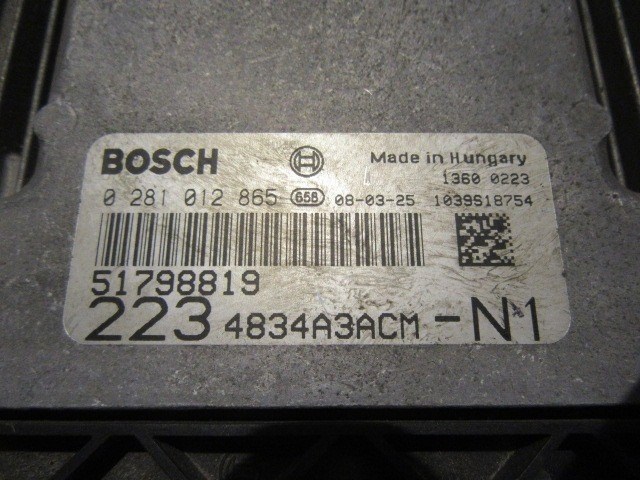 BOSCH Made in Hungary
1360 0223
0 281 012 865 658 08-03-25 1039S18754
51798819
223 4834A3ACM -N1